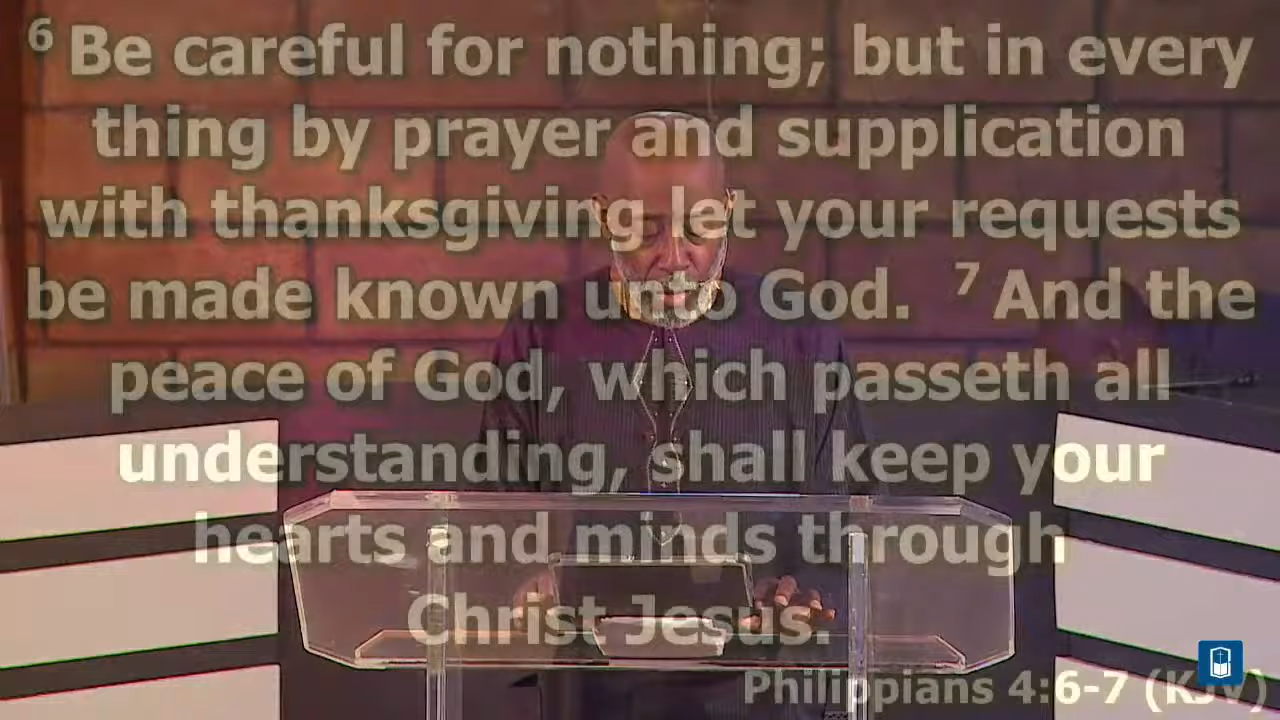 6 Be careful for nothing; but in every
thing by prayer and supplication
with thanksgiving let your requests
be made known unto God. 7 And the
peace of God, which passeth all
understanding, shall keep your
hearts and minds through
Christ Jesus.
Philippians 4:6-7 (KJV)